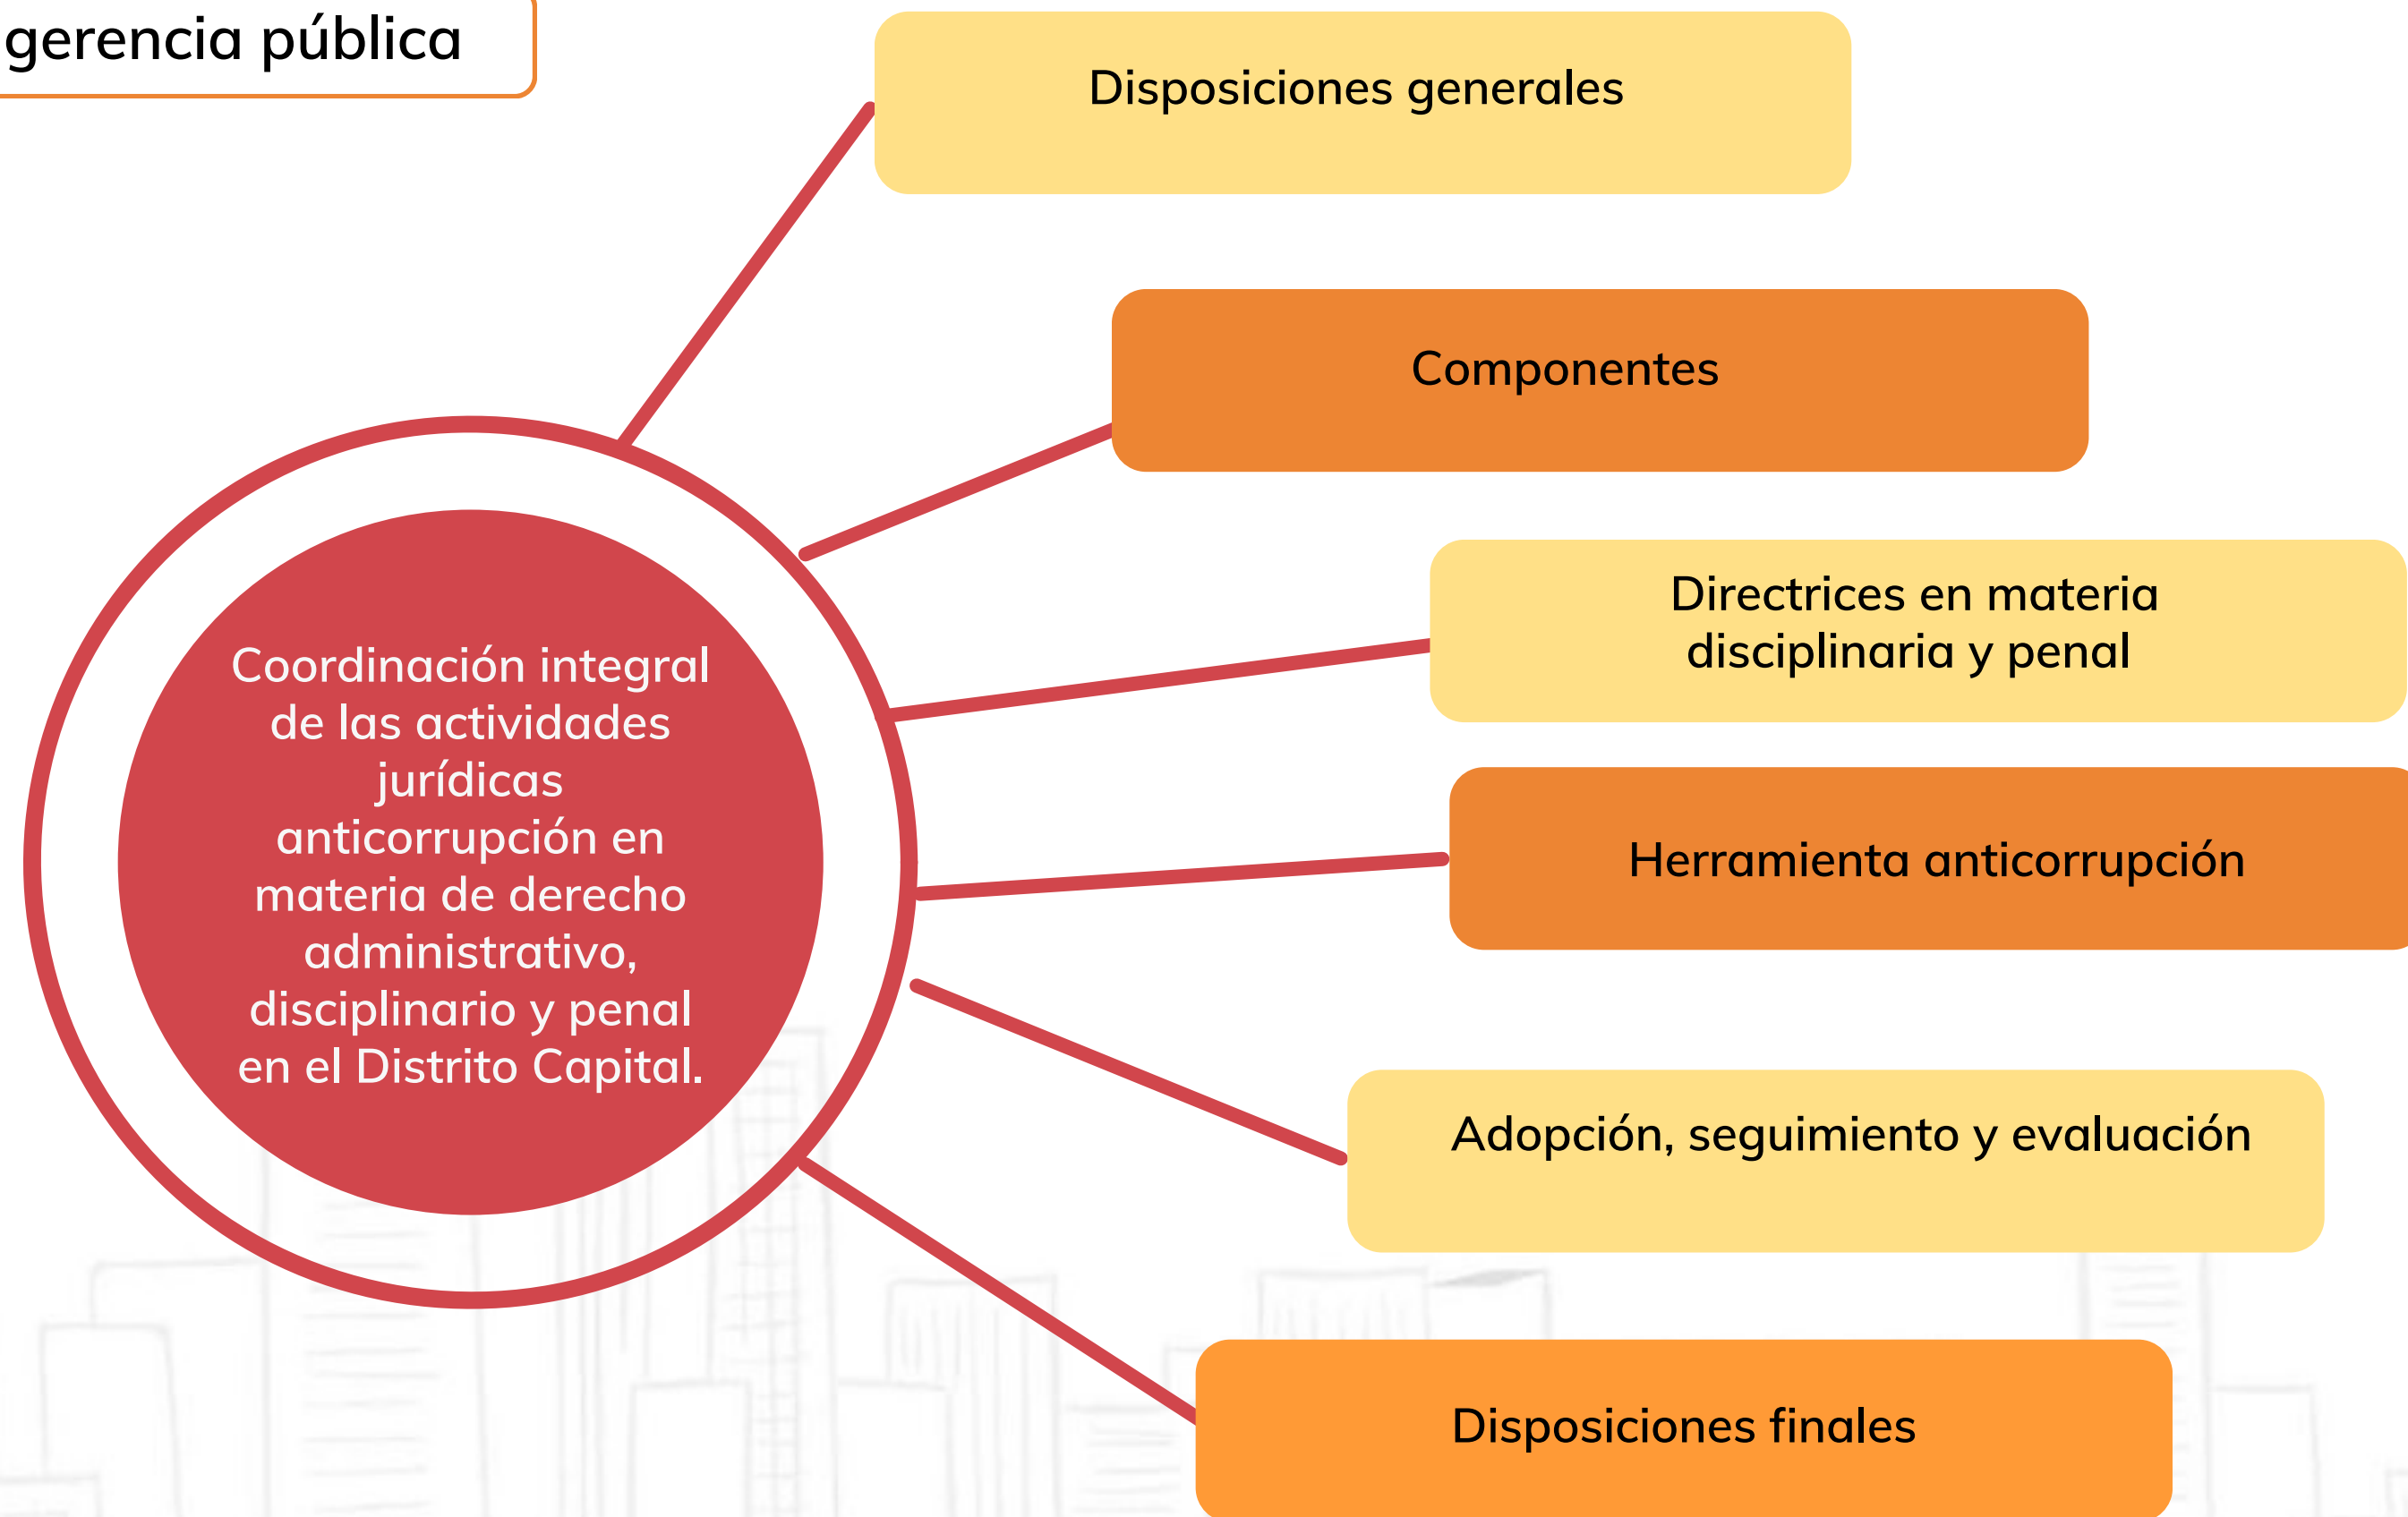 gerencia pública
Disposiciones generales
Componentes
Directrices en materia
disciplinaria y penal
Herramienta anticorrupción
Coordinación integral
de las actividades
jurídicas
anticorrupción en
materia de derecho
administrativo,
disciplinario y penal
en el Distrito Capital.
Adopción, seguimiento y evaluación
Disposiciones finales